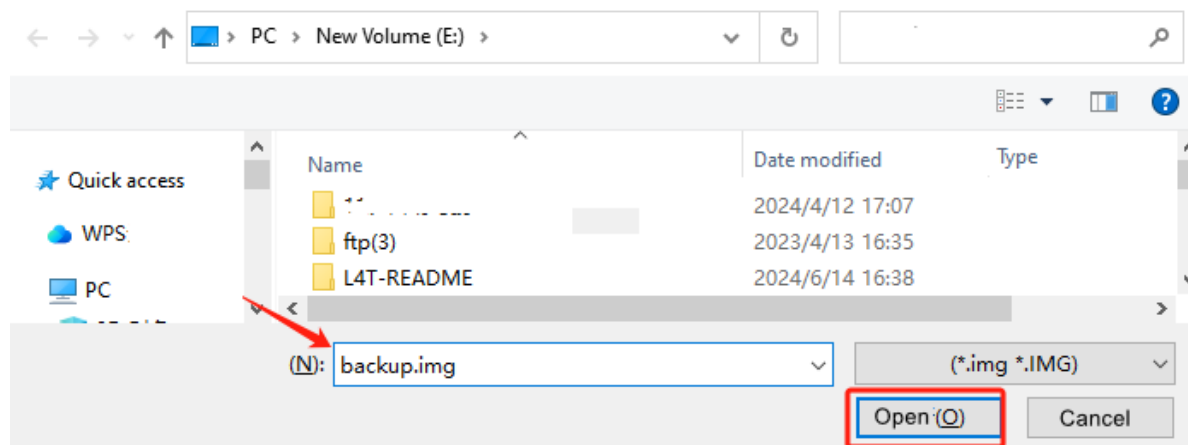 PC > New Volume (E:) >
Name Date modified Type
Quick access
2024/4/12 17:07
WPS
ftp(3) 2023/4/13 16:35
PC
L4T-README 2024/6/14 16:38
(N): backup.img (*.img *.IMG)
Open (O) Cancel